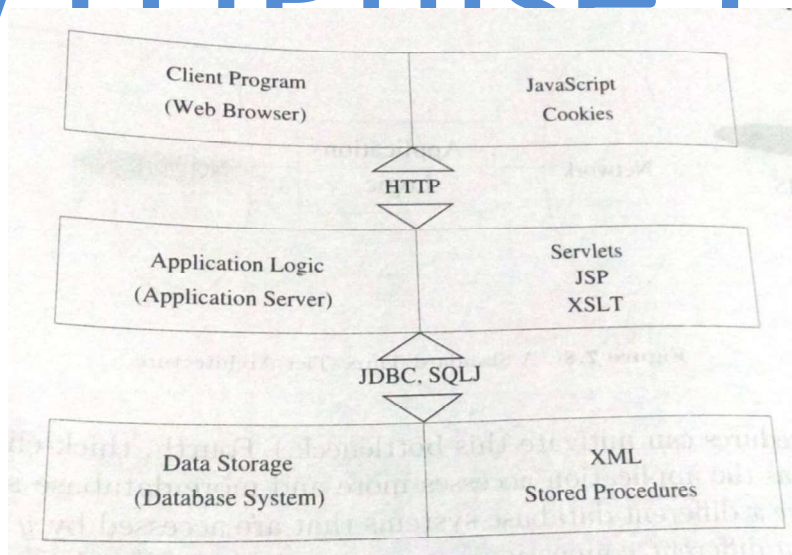 Client Program
(Web Browser)
JavaScript
Cookies
HTTP
Application Logic
(Application Server)
Servlets
JSP
XSLT
JDBC, SQLJ
Data Storage
(Database System)
XML
Stored Procedures